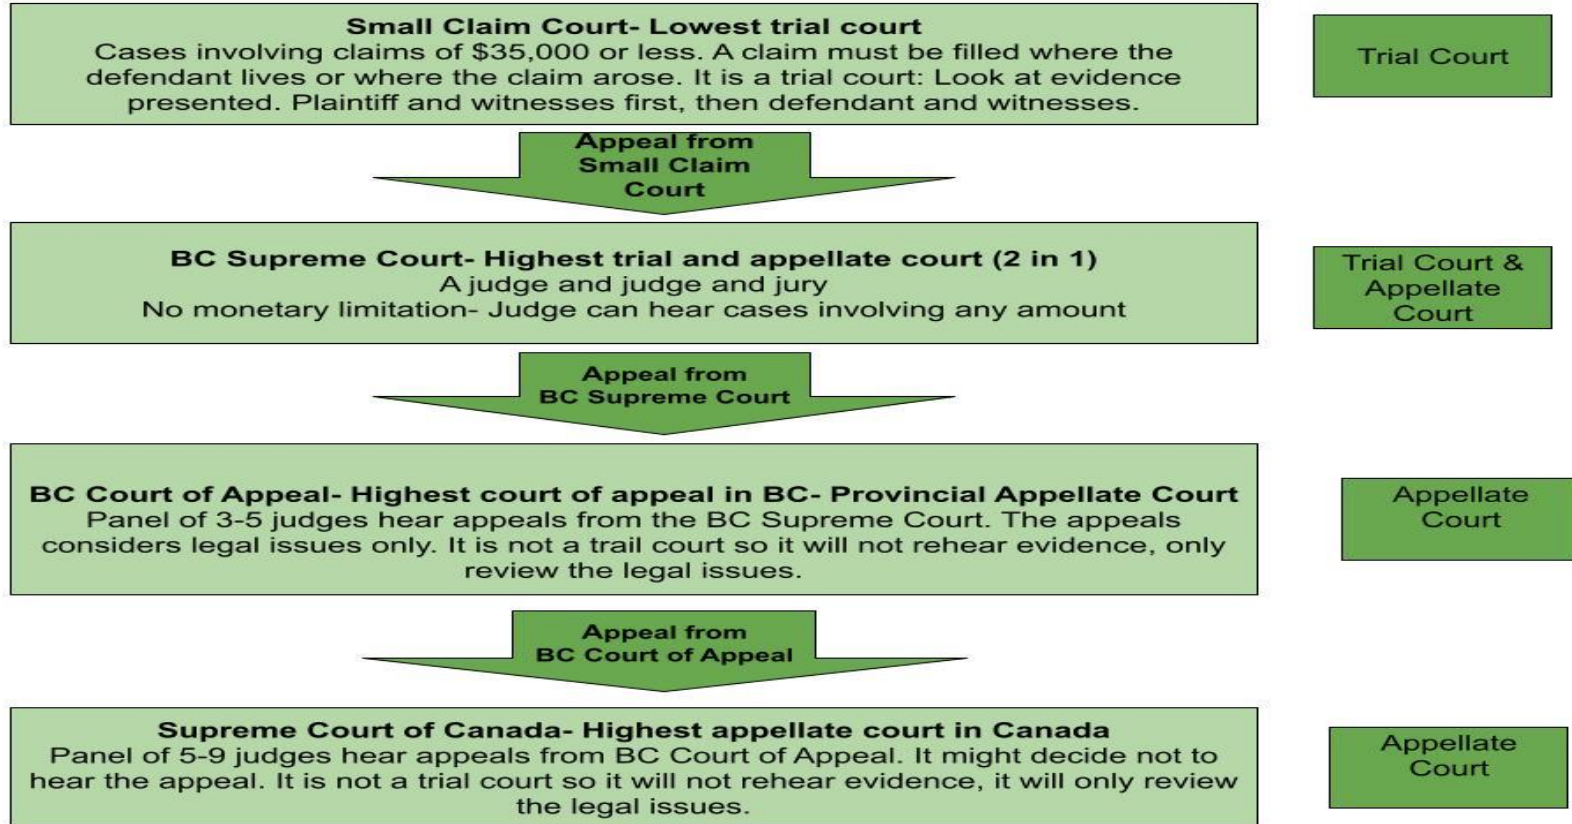 Small Claim Court- Lowest trial court
Cases involving claims of $35,000 or less. A claim must be filled where the
defendant lives or where the claim arose. It is a trial court: Look at evidence
presented. Plaintiff and witnesses first, then defendant and witnesses.
Trial Court
Appeal from
Small Claim
Court
BC Supreme Court- Highest trial and appellate court (2 in 1)
A judge and judge and jury
No monetary limitation- Judge can hear cases involving any amount
Trial Court &
Appellate
Court
Appeal from
BC Supreme Court
BC Court of Appeal- Highest court of appeal in BC- Provincial Appellate Court
Panel of 3-5 judges hear appeals from the BC Supreme Court. The appeals
considers legal issues only. It is not a trail court so it will not rehear evidence, only
review the legal issues.
Appellate
Court
Appeal from
BC Court of Appeal
Supreme Court of Canada- Highest appellate court in Canada
Panel of 5-9 judges hear appeals from BC Court of Appeal. It might decide not to
hear the appeal. It is not a trial court so it will not rehear evidence, it will only review
the legal issues.
Appellate
Court